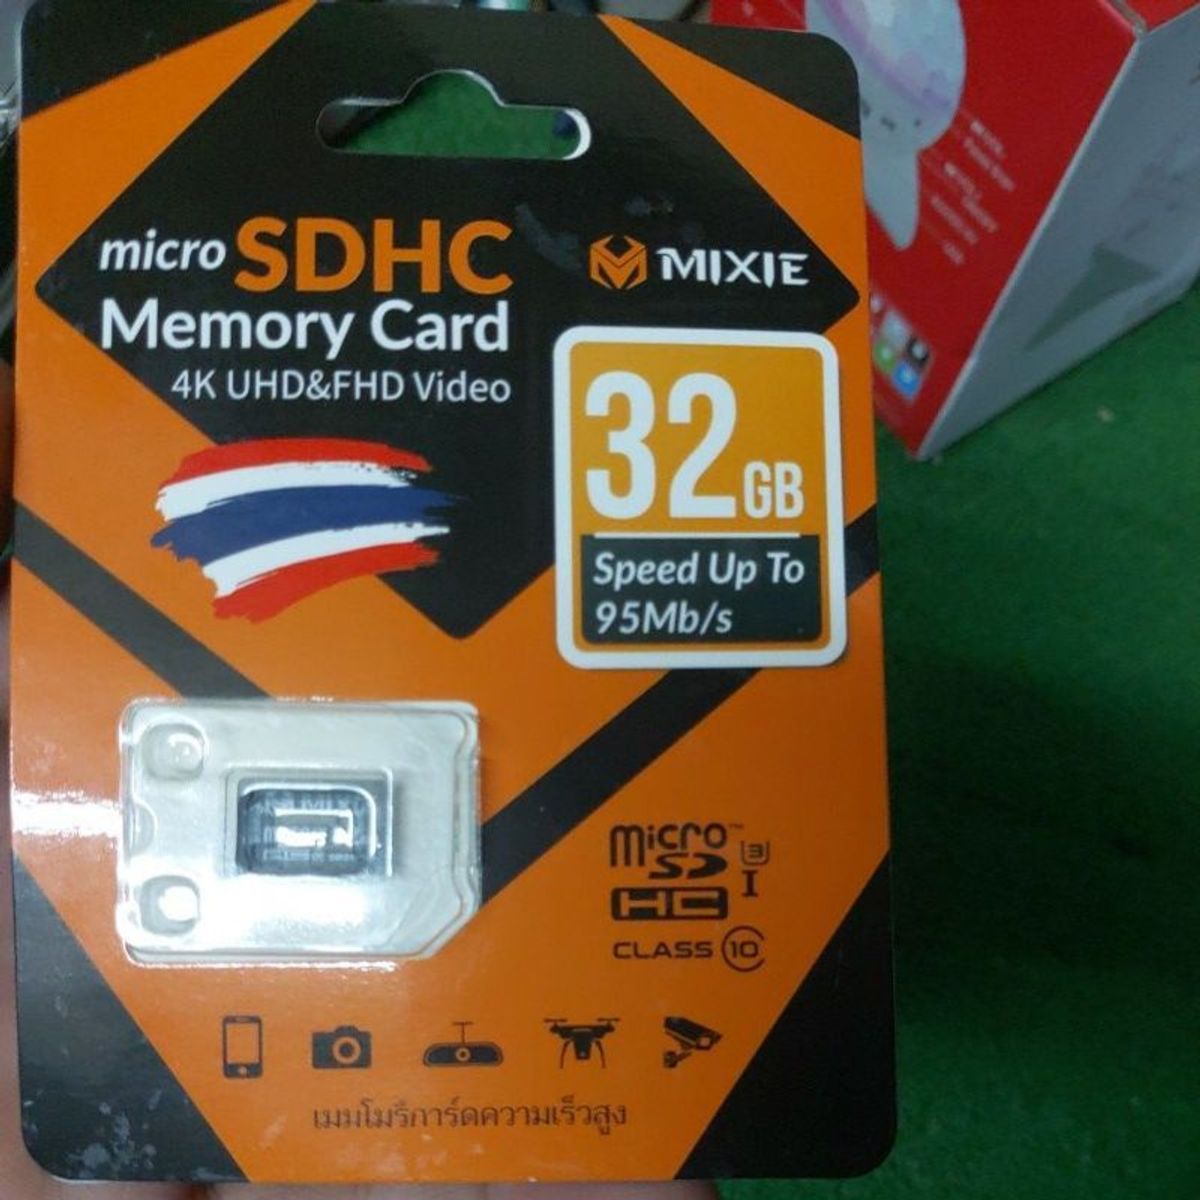 micro SDHC
Memory Card
4K UHD&FHD Video
MIXIE
32GB
Speed Up To
95Mb/s
micro™
SD
HC
3
I
CLASS 10
เมมโมรีการ์ดความเร็วสูง